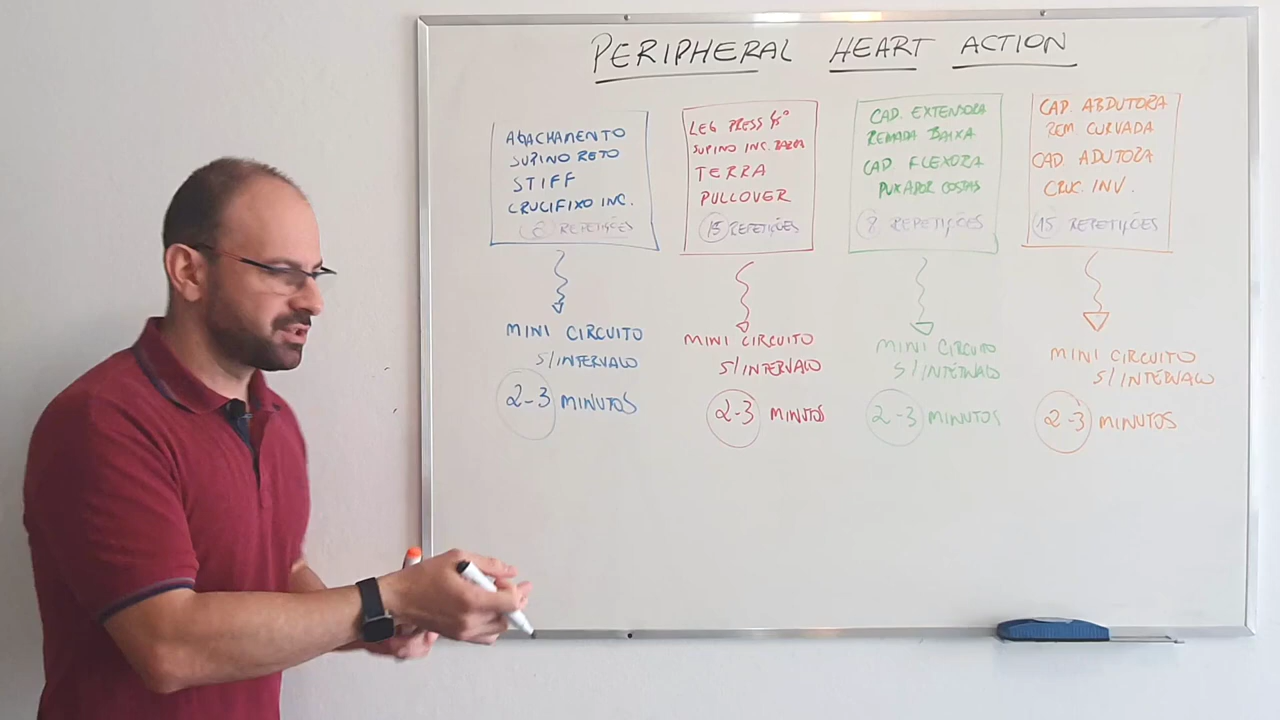 PERIPHERAL HEART ACTION
AGACHAMENTO
SUPINO RETO
STIFF
CRUCIFIXO INC.
6 REPETIÇÕES
MINI CIRCUITO
S/INTERVALO
2-3 MINUTOS
LEG PRESS 45°
SUPINO INC. BARRA
TERRA
PULLOVER
15 REPETIÇÕES
MINI CIRCUITO
S/INTERVALO
2-3 MINUTOS
CAD. EXTENSORA
REMADA BAIXA
CAD. FLEXORA
PUXADOR COSTAS
8 REPETIÇÕES
MINI CIRCUITO
S/INTERVALO
2-3 MINUTOS
CAD. ABDUTORA
REM. CURVADA
CAD. ADUTORA
CRUC. INV.
15 REPETIÇÕES
MINI CIRCUITO
S/INTERVALO
2-3 MINUTOS